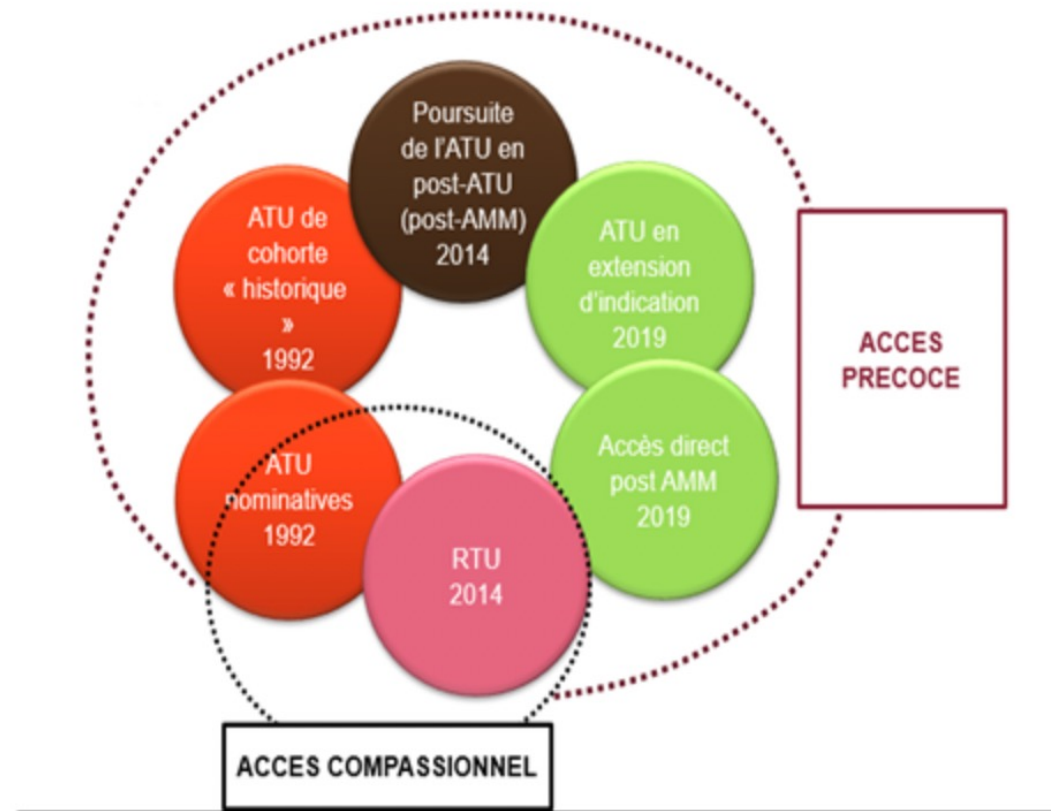 Poursuite
de l'ATU en
post-ATU
(post-AMM)
2014
ATU de
cohorte
« historique
»
1992
ATU en
extension
d'indication
2019
ACCES
PRECOCE
ATU
nominatives
1992
Accès direct
post AMM
2019
RTU
2014
ACCES COMPASSIONNEL